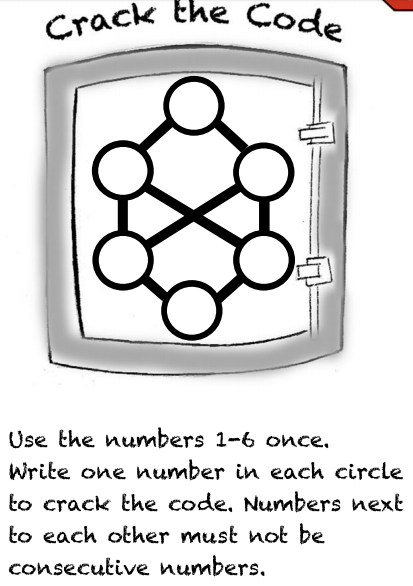 Crack the Code
Use the numbers 1-6 once.
Write one number in each circle
to crack the code. Numbers next
to each other must not be
consecutive numbers.